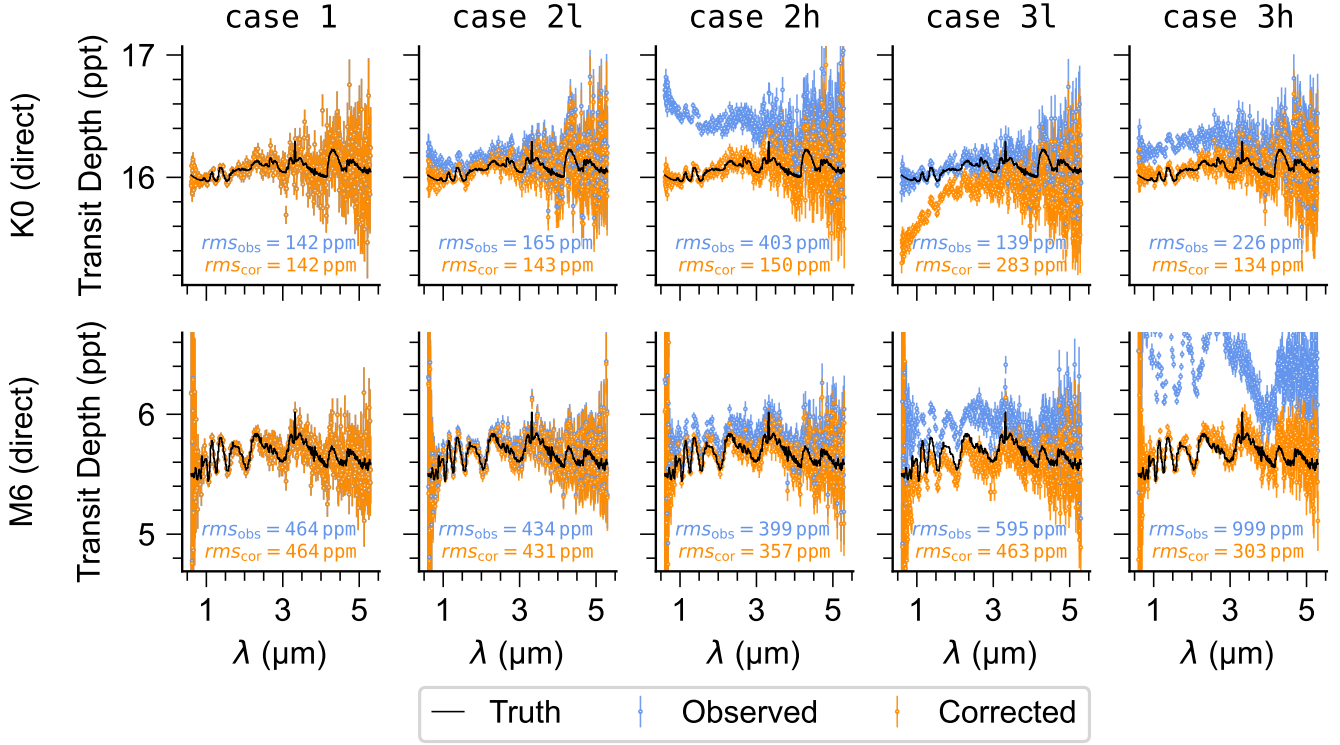 case 1 case 2l case 2h case 3l case 3h
K0 (direct)
Transit Depth (ppt)
17
16
rms_obs = 142 ppm rms_obs = 165 ppm rms_obs = 403 ppm rms_obs = 139 ppm rms_obs = 226 ppm
rms_cor = 142 ppm rms_cor = 143 ppm rms_cor = 150 ppm rms_cor = 283 ppm rms_cor = 134 ppm
M6 (direct)
Transit Depth (ppt)
6
5
rms_obs = 464 ppm rms_obs = 434 ppm rms_obs = 399 ppm rms_obs = 595 ppm rms_obs = 999 ppm
rms_cor = 464 ppm rms_cor = 431 ppm rms_cor = 357 ppm rms_cor = 463 ppm rms_cor = 303 ppm
1 3 5 1 3 5 1 3 5 1 3 5 1 3 5
λ (μm) λ (μm) λ (μm) λ (μm) λ (μm)
Truth Observed Corrected